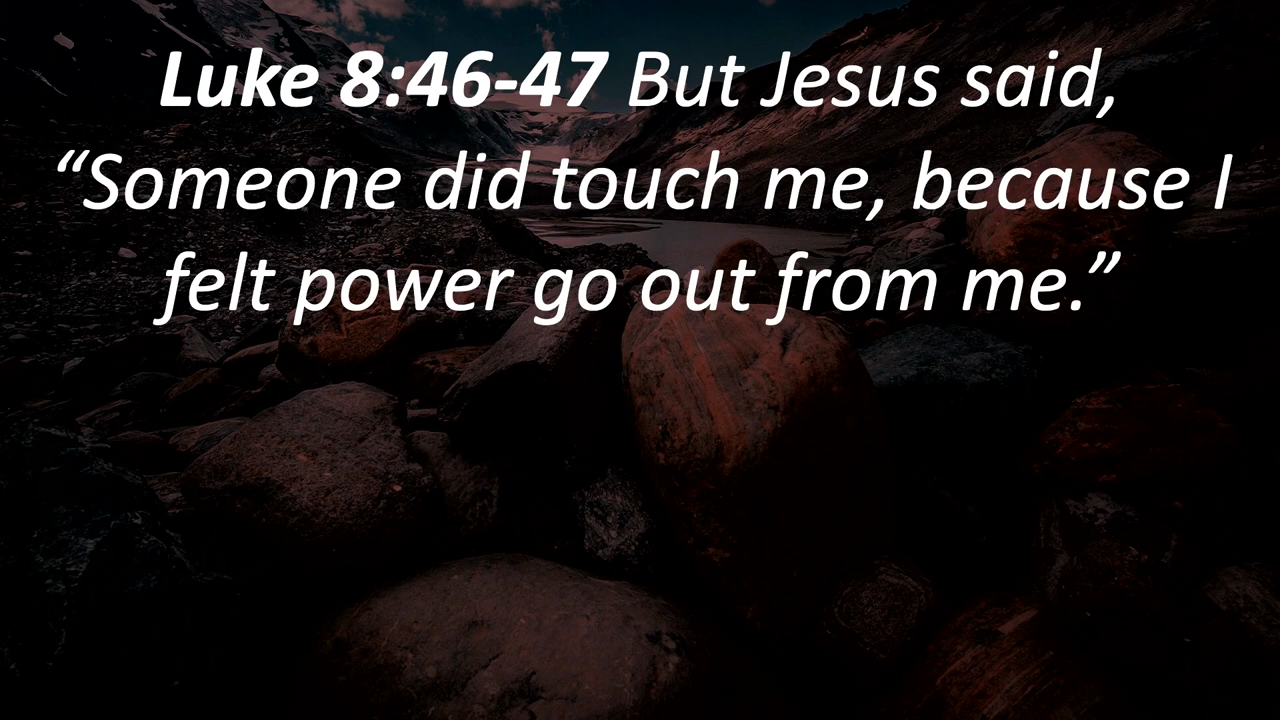 Luke 8:46-47 But Jesus said,
“Someone did touch me, because I
felt power go out from me.”